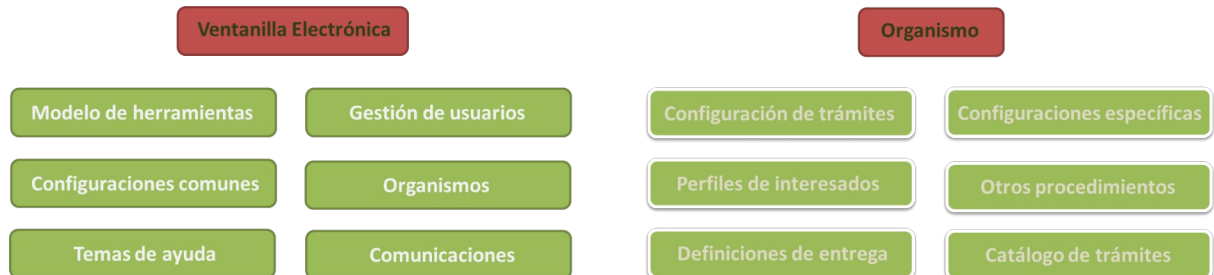 Ventanilla Electrónica
Organismo
Modelo de herramientas
Gestión de usuarios
Configuración de trámites
Configuraciones específicas
Configuraciones comunes
Organismos
Perfiles de interesados
Otros procedimientos
Temas de ayuda
Comunicaciones
Definiciones de entrega
Catálogo de trámites